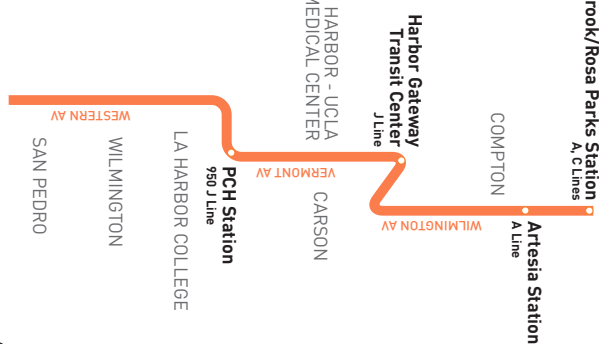 rook/Rosa Parks Station
A, C Lines
COMPTON
Artesia Station
A Line
WILMINGTON AV
Harbor Gateway
Transit Center
J Line
HARBOR - UCLA
MEDICAL CENTER
CARSON
VERMONT AV
PCH Station
950 J Line
LA HARBOR COLLEGE
WESTERN AV
WILMINGTON
SAN PEDRO